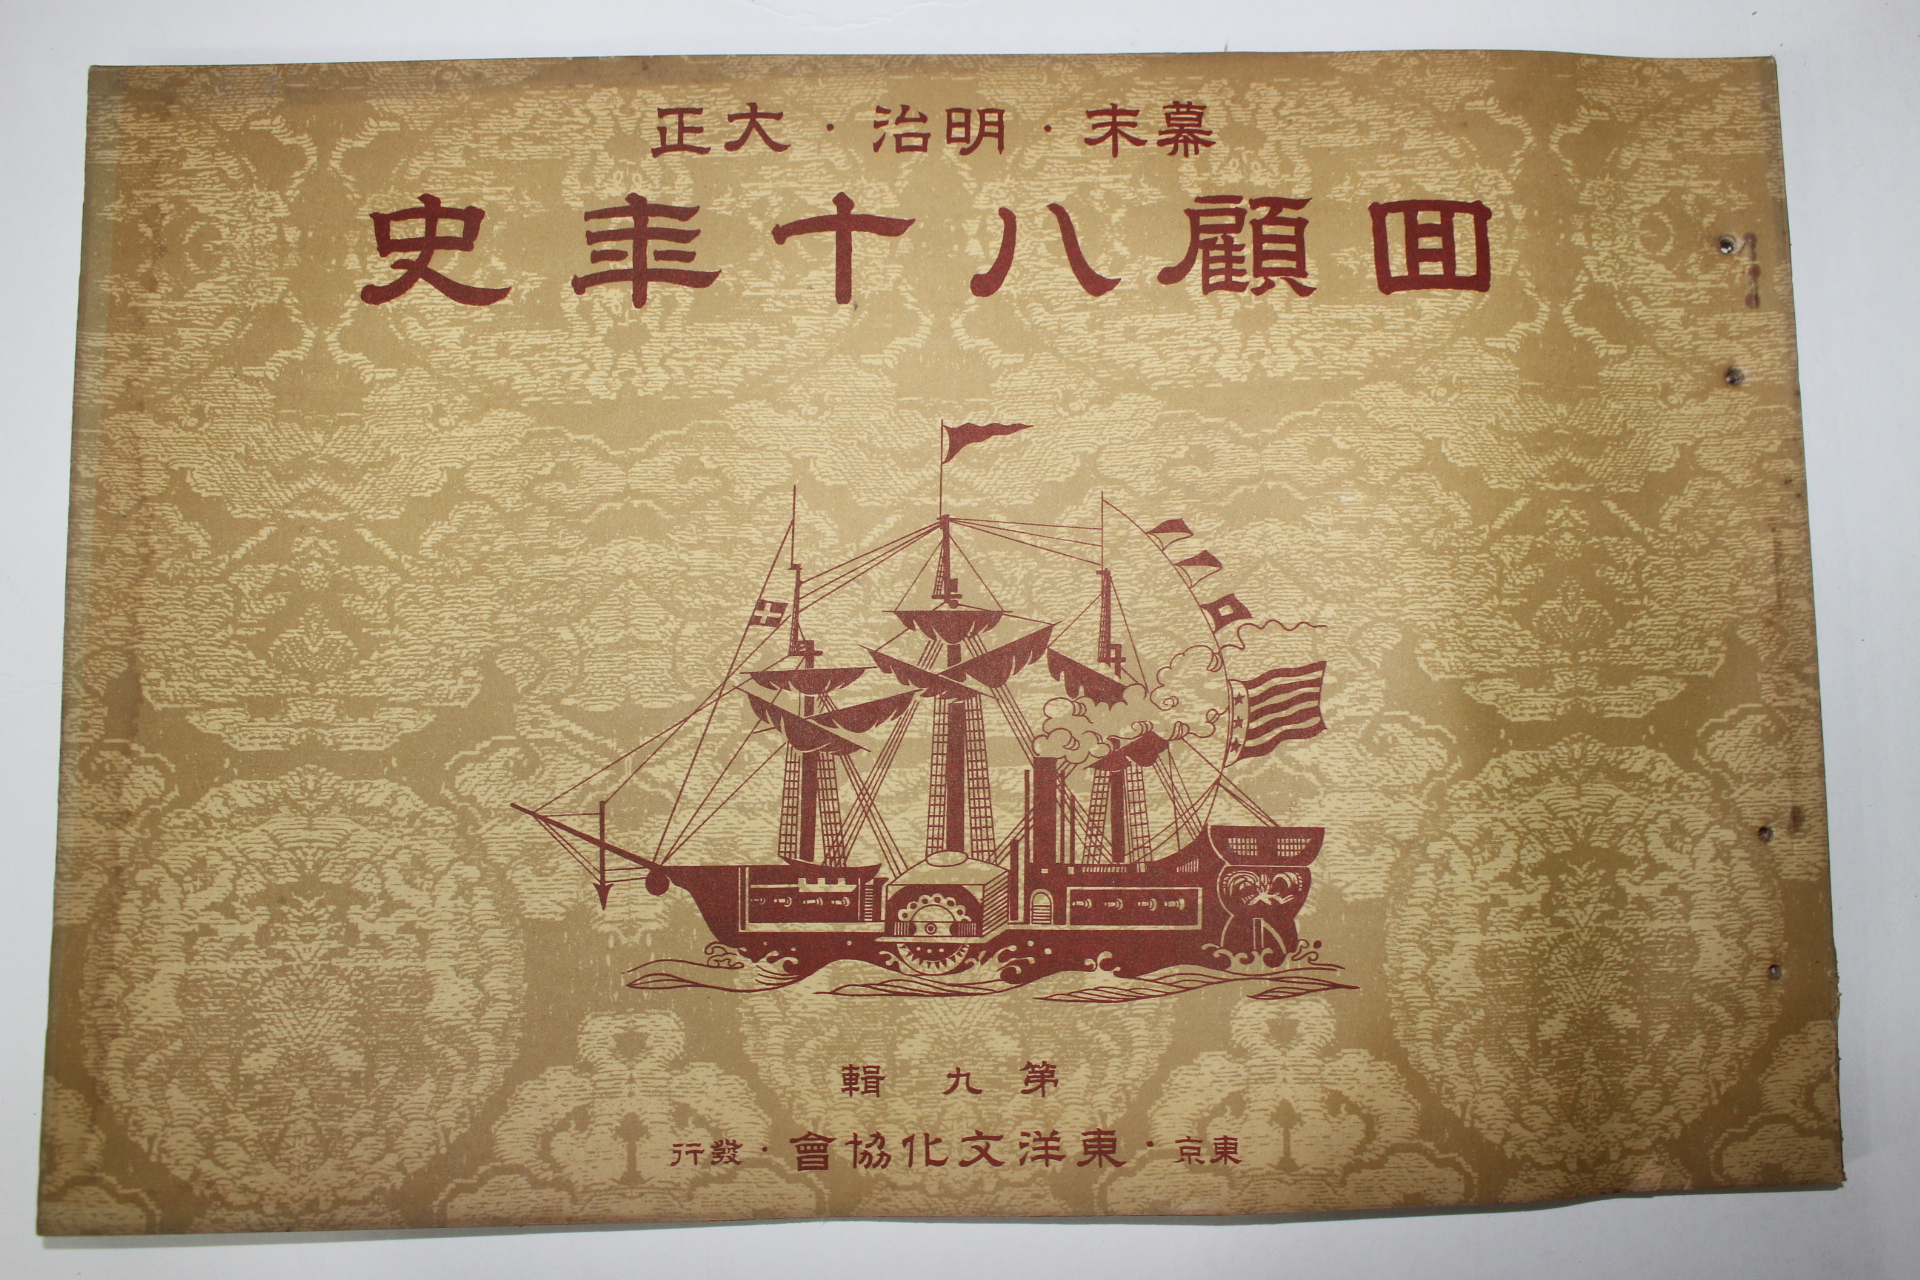 幕末・明治・大正
回顧八十年史
第九輯
東京・東洋文化協會・發行